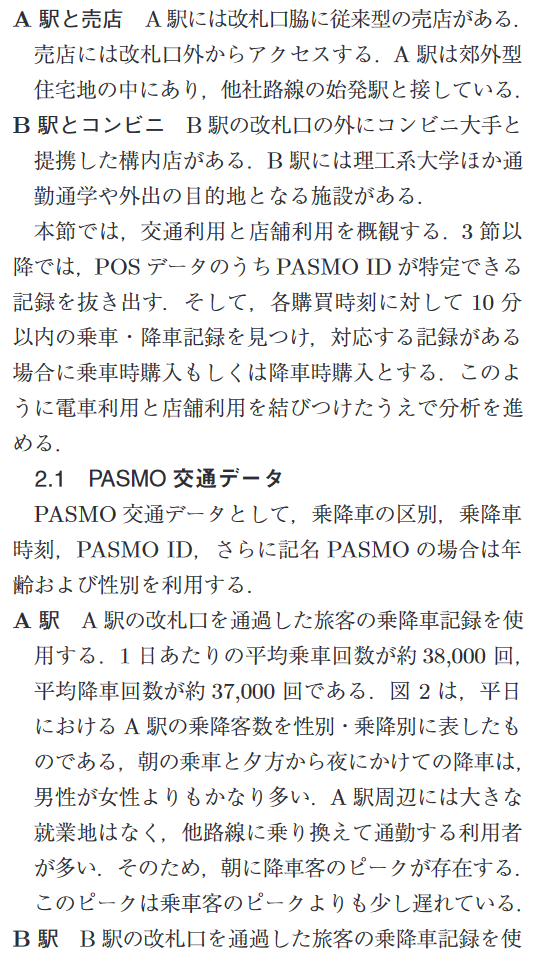 A 駅と売店　A 駅には改札口脇に従来型の売店がある．
売店には改札口外からアクセスする．A 駅は郊外型
住宅地の中にあり，他社路線の始発駅と接している．
B 駅とコンビニ　B 駅の改札口の外にコンビニ大手と
提携した構内店がある．B 駅には理工系大学ほか通
勤通学や外出の目的地となる施設がある．
本節では，交通利用と店舗利用を概観する．3 節以
降では，POS データのうち PASMO ID が特定できる
記録を抜き出す．そして，各購買時刻に対して 10 分
以内の乗車・降車記録を見つけ，対応する記録がある
場合に乗車時購入もしくは降車時購入とする．このよ
うに電車利用と店舗利用を結びつけたうえで分析を進
める．
2.1　PASMO 交通データ
PASMO 交通データとして，乗降車の区別，乗降車
時刻，PASMO ID，さらに記名 PASMO の場合は年
齢および性別を利用する．
A 駅　A 駅の改札口を通過した旅客の乗降車記録を使
用する．1 日あたりの平均乗車回数が約 38,000 回，
平均降車回数が約 37,000 回である．図 2 は，平日
における A 駅の乗降客数を性別・乗降別に表したも
のである，朝の乗車と夕方から夜にかけての降車は，
男性が女性よりもかなり多い．A 駅周辺には大きな
就業地はなく，他路線に乗り換えて通勤する利用者
が多い．そのため，朝に降車客のピークが存在する．
このピークは乗車客のピークよりも少し遅れている．
B 駅　B 駅の改札口を通過した旅客の乗降車記録を使